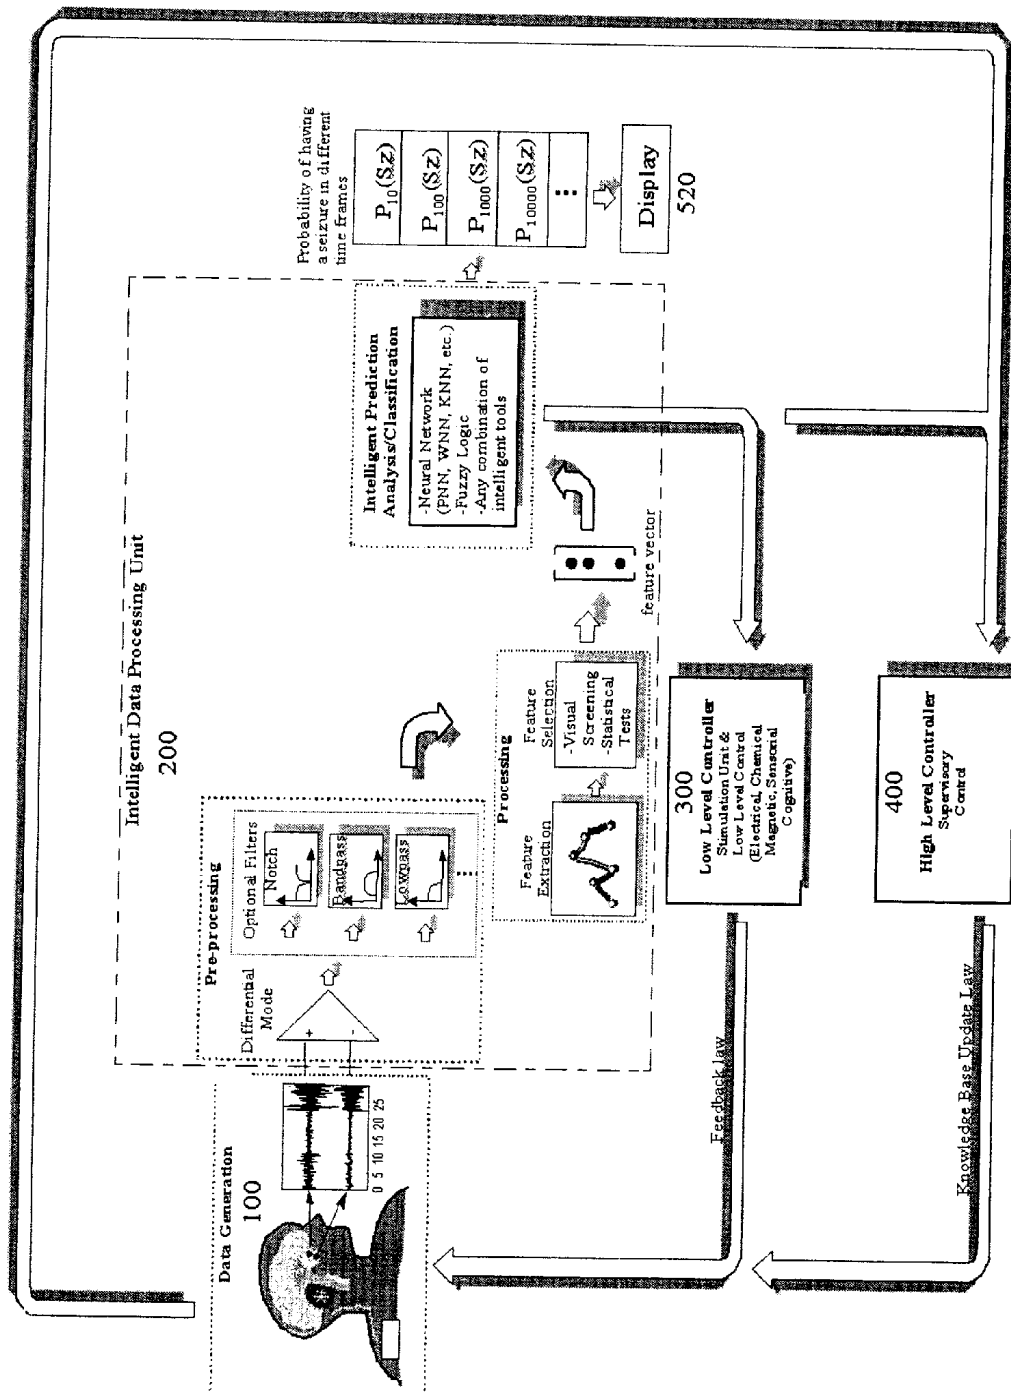 Data Generation
100
0 5 10 15 20 25
Intelligent Data Processing Unit
200
Pre-processing
Differential
Mode
+
-
Optional Filters
Notch
Bandpass
Lowpass
Processing
Feature
Extraction
Feature
Selection
-Visual
Screening
-Statistical
Tests
feature vector
Intelligent Prediction
Analysis/Classification
-Neural Network
(PNN, WNN, KNN, etc.)
-Fuzzy Logic
-Any combination of
intelligent tools
Probability of having
a seizure in different
time frames
P10(Sz)
P100(Sz)
P1000(Sz)
P10000(Sz)
Display
520
300
Low Level Controller
Stimulation Unit &
Low Level Control
(Electrical, Chemical
Magnetic, Sensorial
Cognitive)
400
High Level Controller
Supervisory
Control
Feedback law
Knowledge Base Update Law